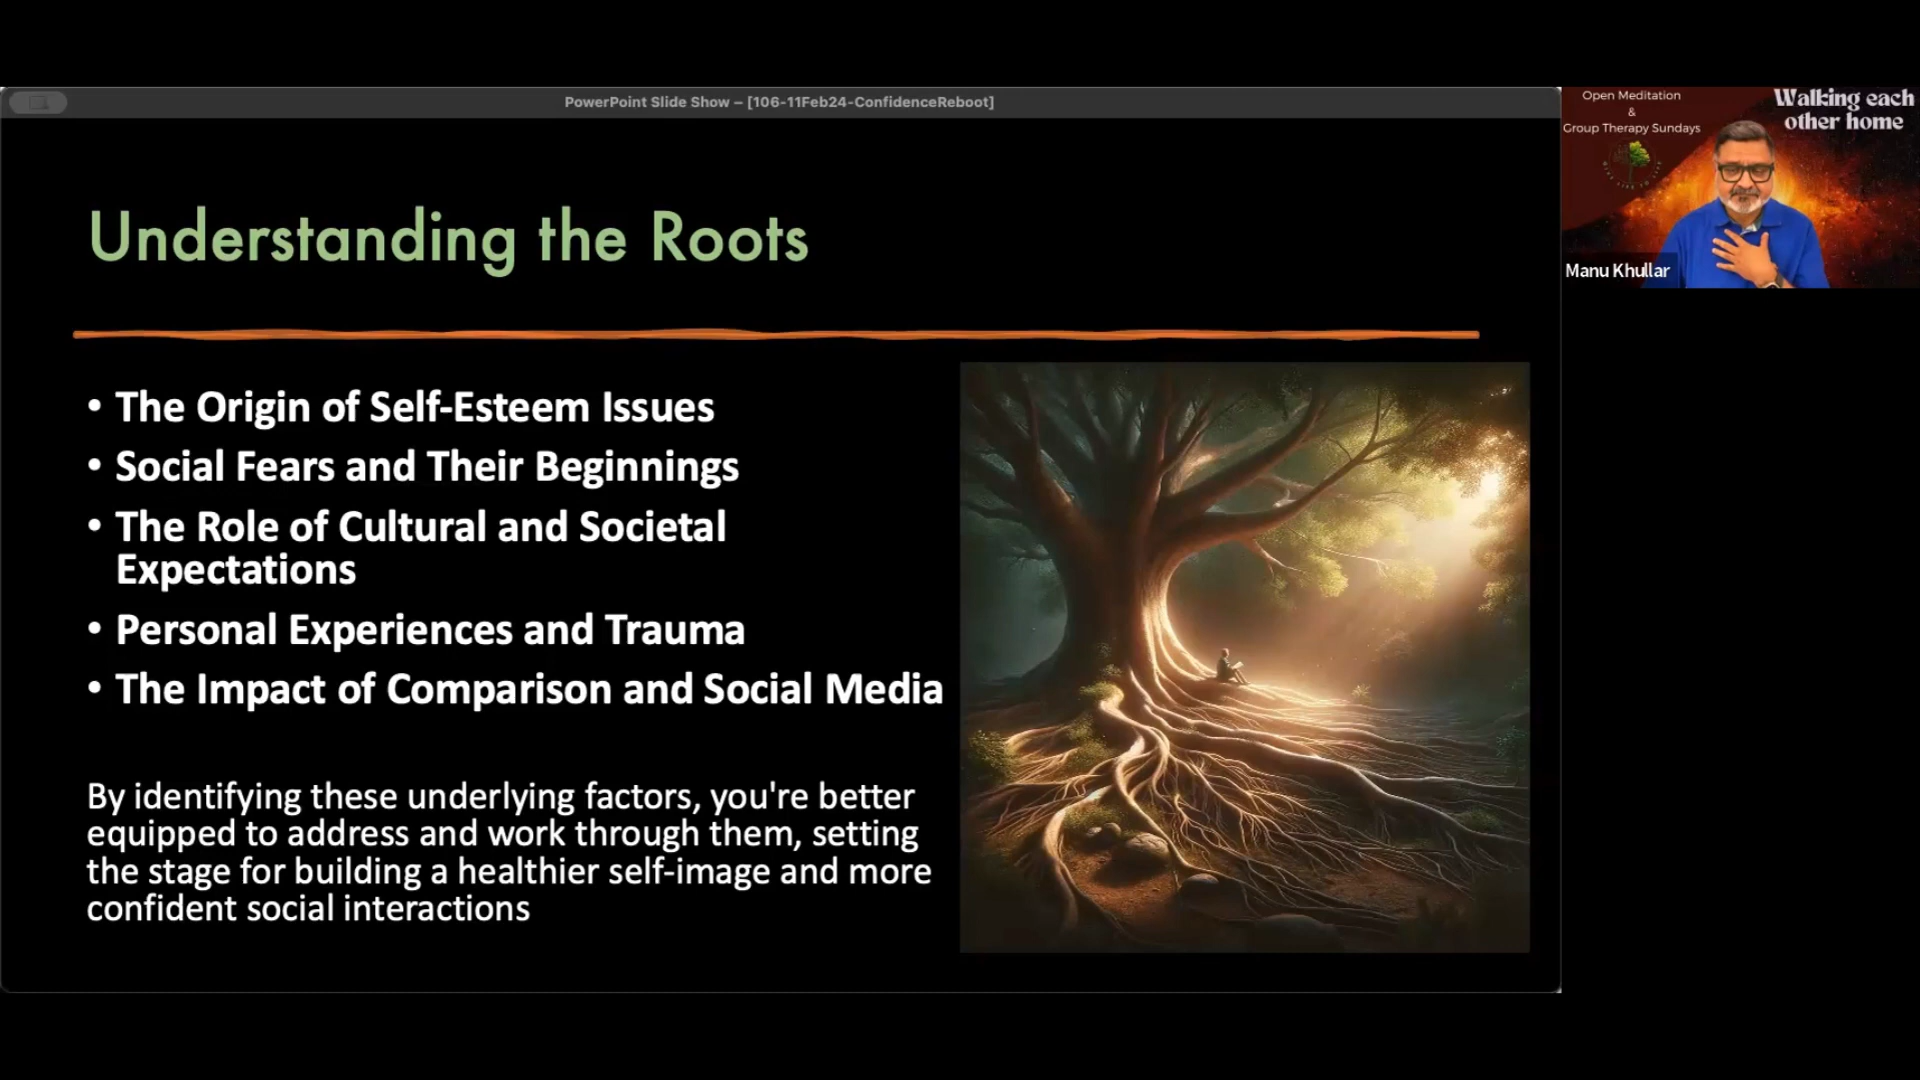 PowerPoint Slide Show – [106-11Feb24-ConfidenceReboot]
Understanding the Roots
• The Origin of Self-Esteem Issues
• Social Fears and Their Beginnings
• The Role of Cultural and Societal
Expectations
• Personal Experiences and Trauma
• The Impact of Comparison and Social Media
By identifying these underlying factors, you're better
equipped to address and work through them, setting
the stage for building a healthier self-image and more
confident social interactions
Open Meditation
&
Group Therapy Sundays
Walking each
other home
Manu Khullar